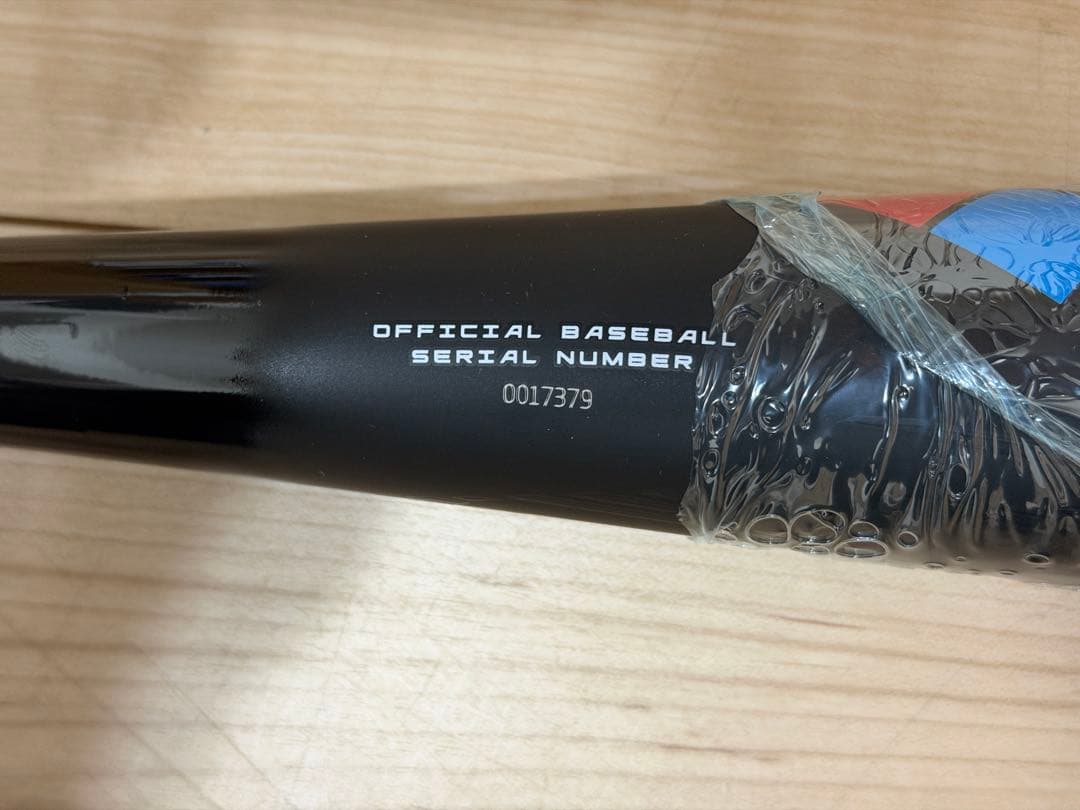 OFFICIAL BASEBALL
SERIAL NUMBER
0017379